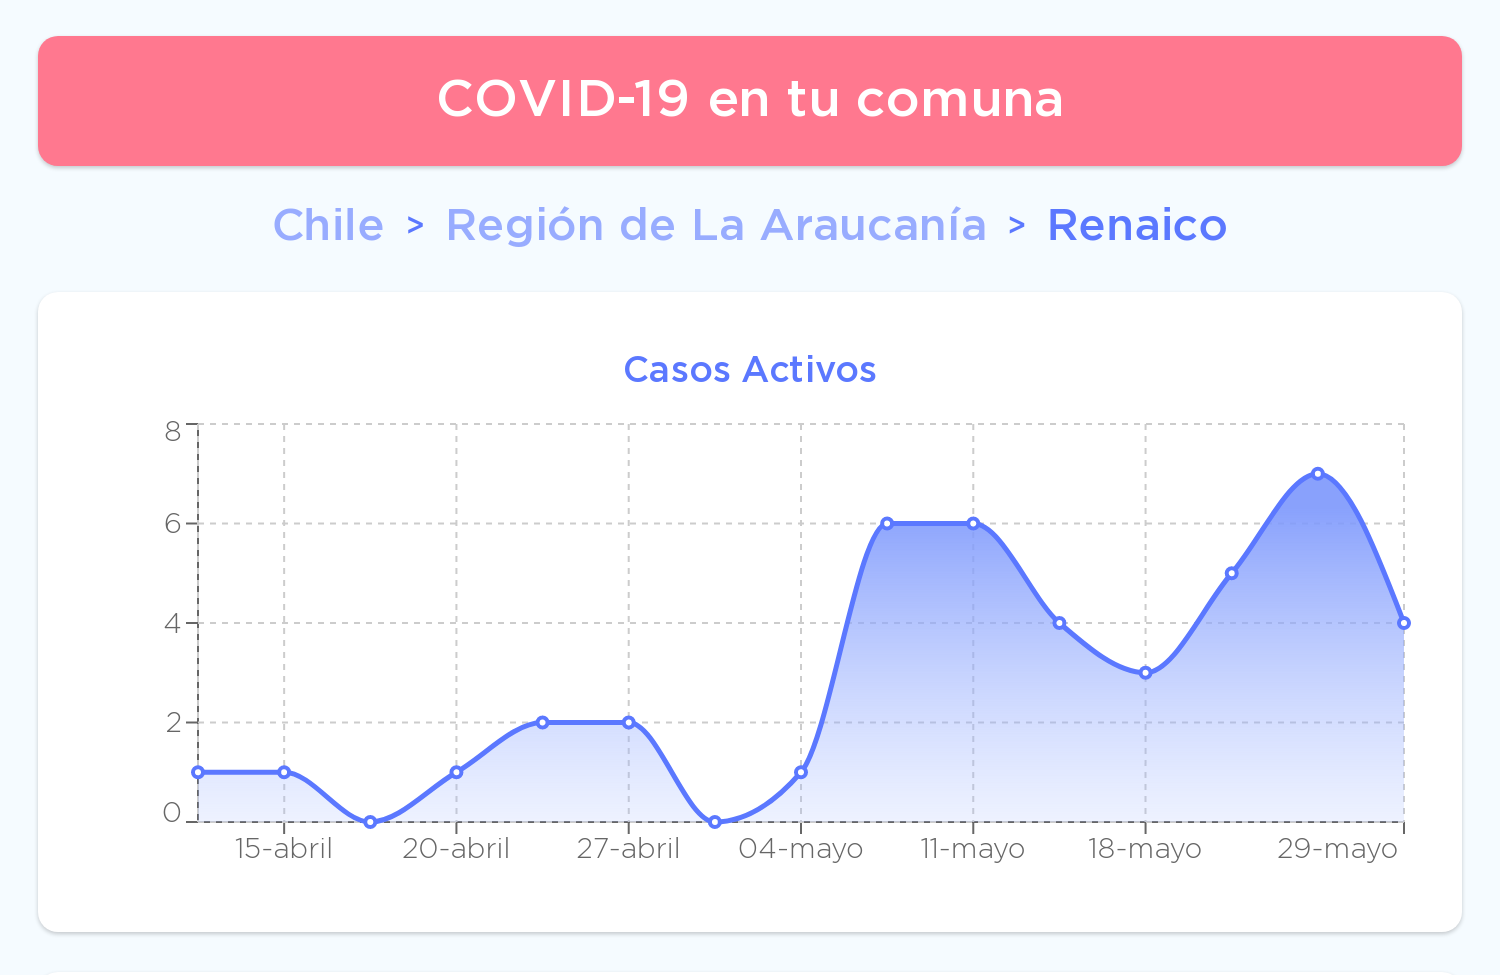 COVID-19 en tu comuna
Chile > Región de La Araucanía > Renaico
Casos Activos
8
6
4
2
0
15-abril 20-abril 27-abril 04-mayo 11-mayo 18-mayo 29-mayo